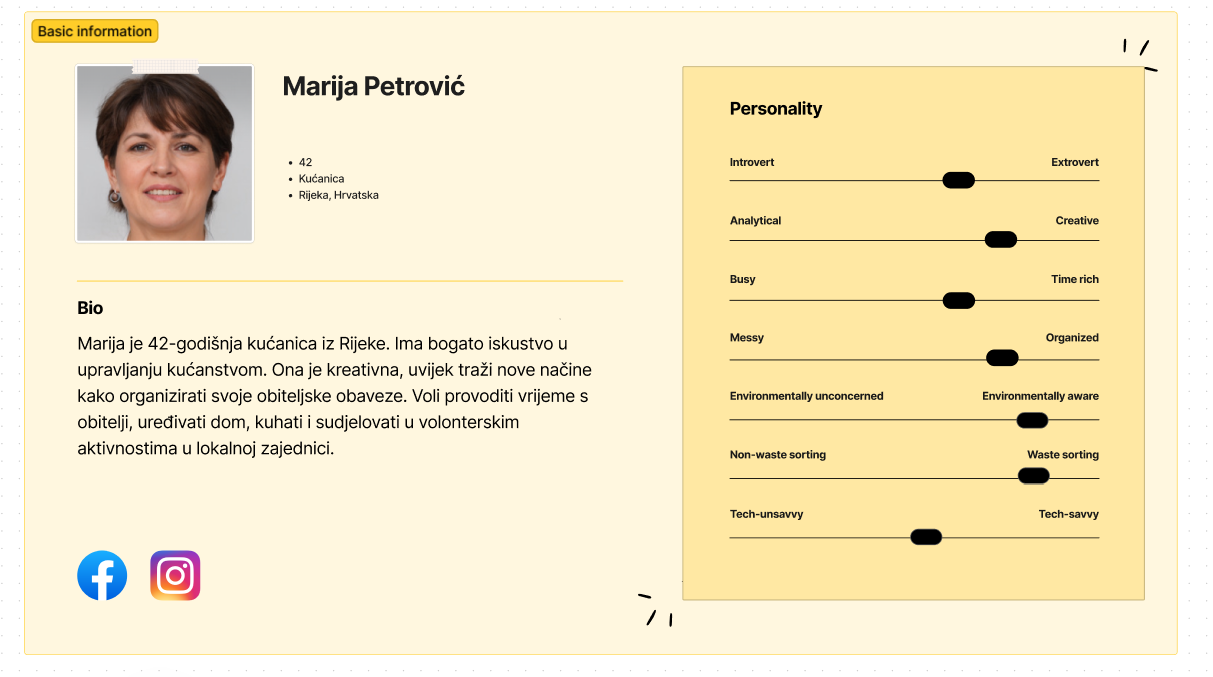 Basic information
Marija Petrović
42
Kućanica
Rijeka, Hrvatska
Bio
Marija je 42-godišnja kućanica iz Rijeke. Ima bogato iskustvo u
upravljanju kućanstvom. Ona je kreativna, uvijek traži nove načine
kako organizirati svoje obiteljske obaveze. Voli provoditi vrijeme s
obitelji, uređivati dom, kuhati i sudjelovati u volonterskim
aktivnostima u lokalnoj zajednici.
Personality
Introvert Extrovert
Analytical Creative
Busy Time rich
Messy Organized
Environmentally unconcerned Environmentally aware
Non-waste sorting Waste sorting
Tech-unsavvy Tech-savvy